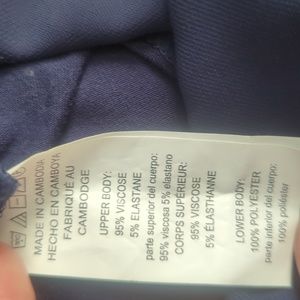 MADE IN CAMBODIA
HECHO EN CAMBOYA
FABRIQUÉ AU
CAMBODGE
UPPER BODY:
95% VISCOSE
5% ELASTANE
parte superior del cuerpo:
95% viscosa 5% elastano
CORPS SUPÉRIEUR:
95% VISCOSE
5% ÉLASTHANNE
LOWER BODY:
100% POLYESTER
parte inferior del cuerpo:
100% poliéster